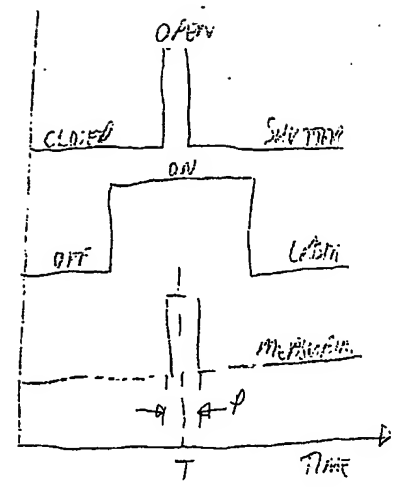 OPEN
CLOSED
SHUTTER
ON
OFF
LASER
P
T
TIME